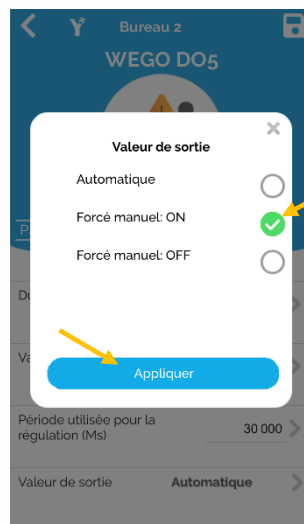 Bureau 2
WEGO DO5
Valeur de sortie
Automatique
Forcé manuel: ON
Forcé manuel: OFF
Appliquer
Période utilisée pour la
régulation (Ms)
30 000
Valeur de sortie
Automatique